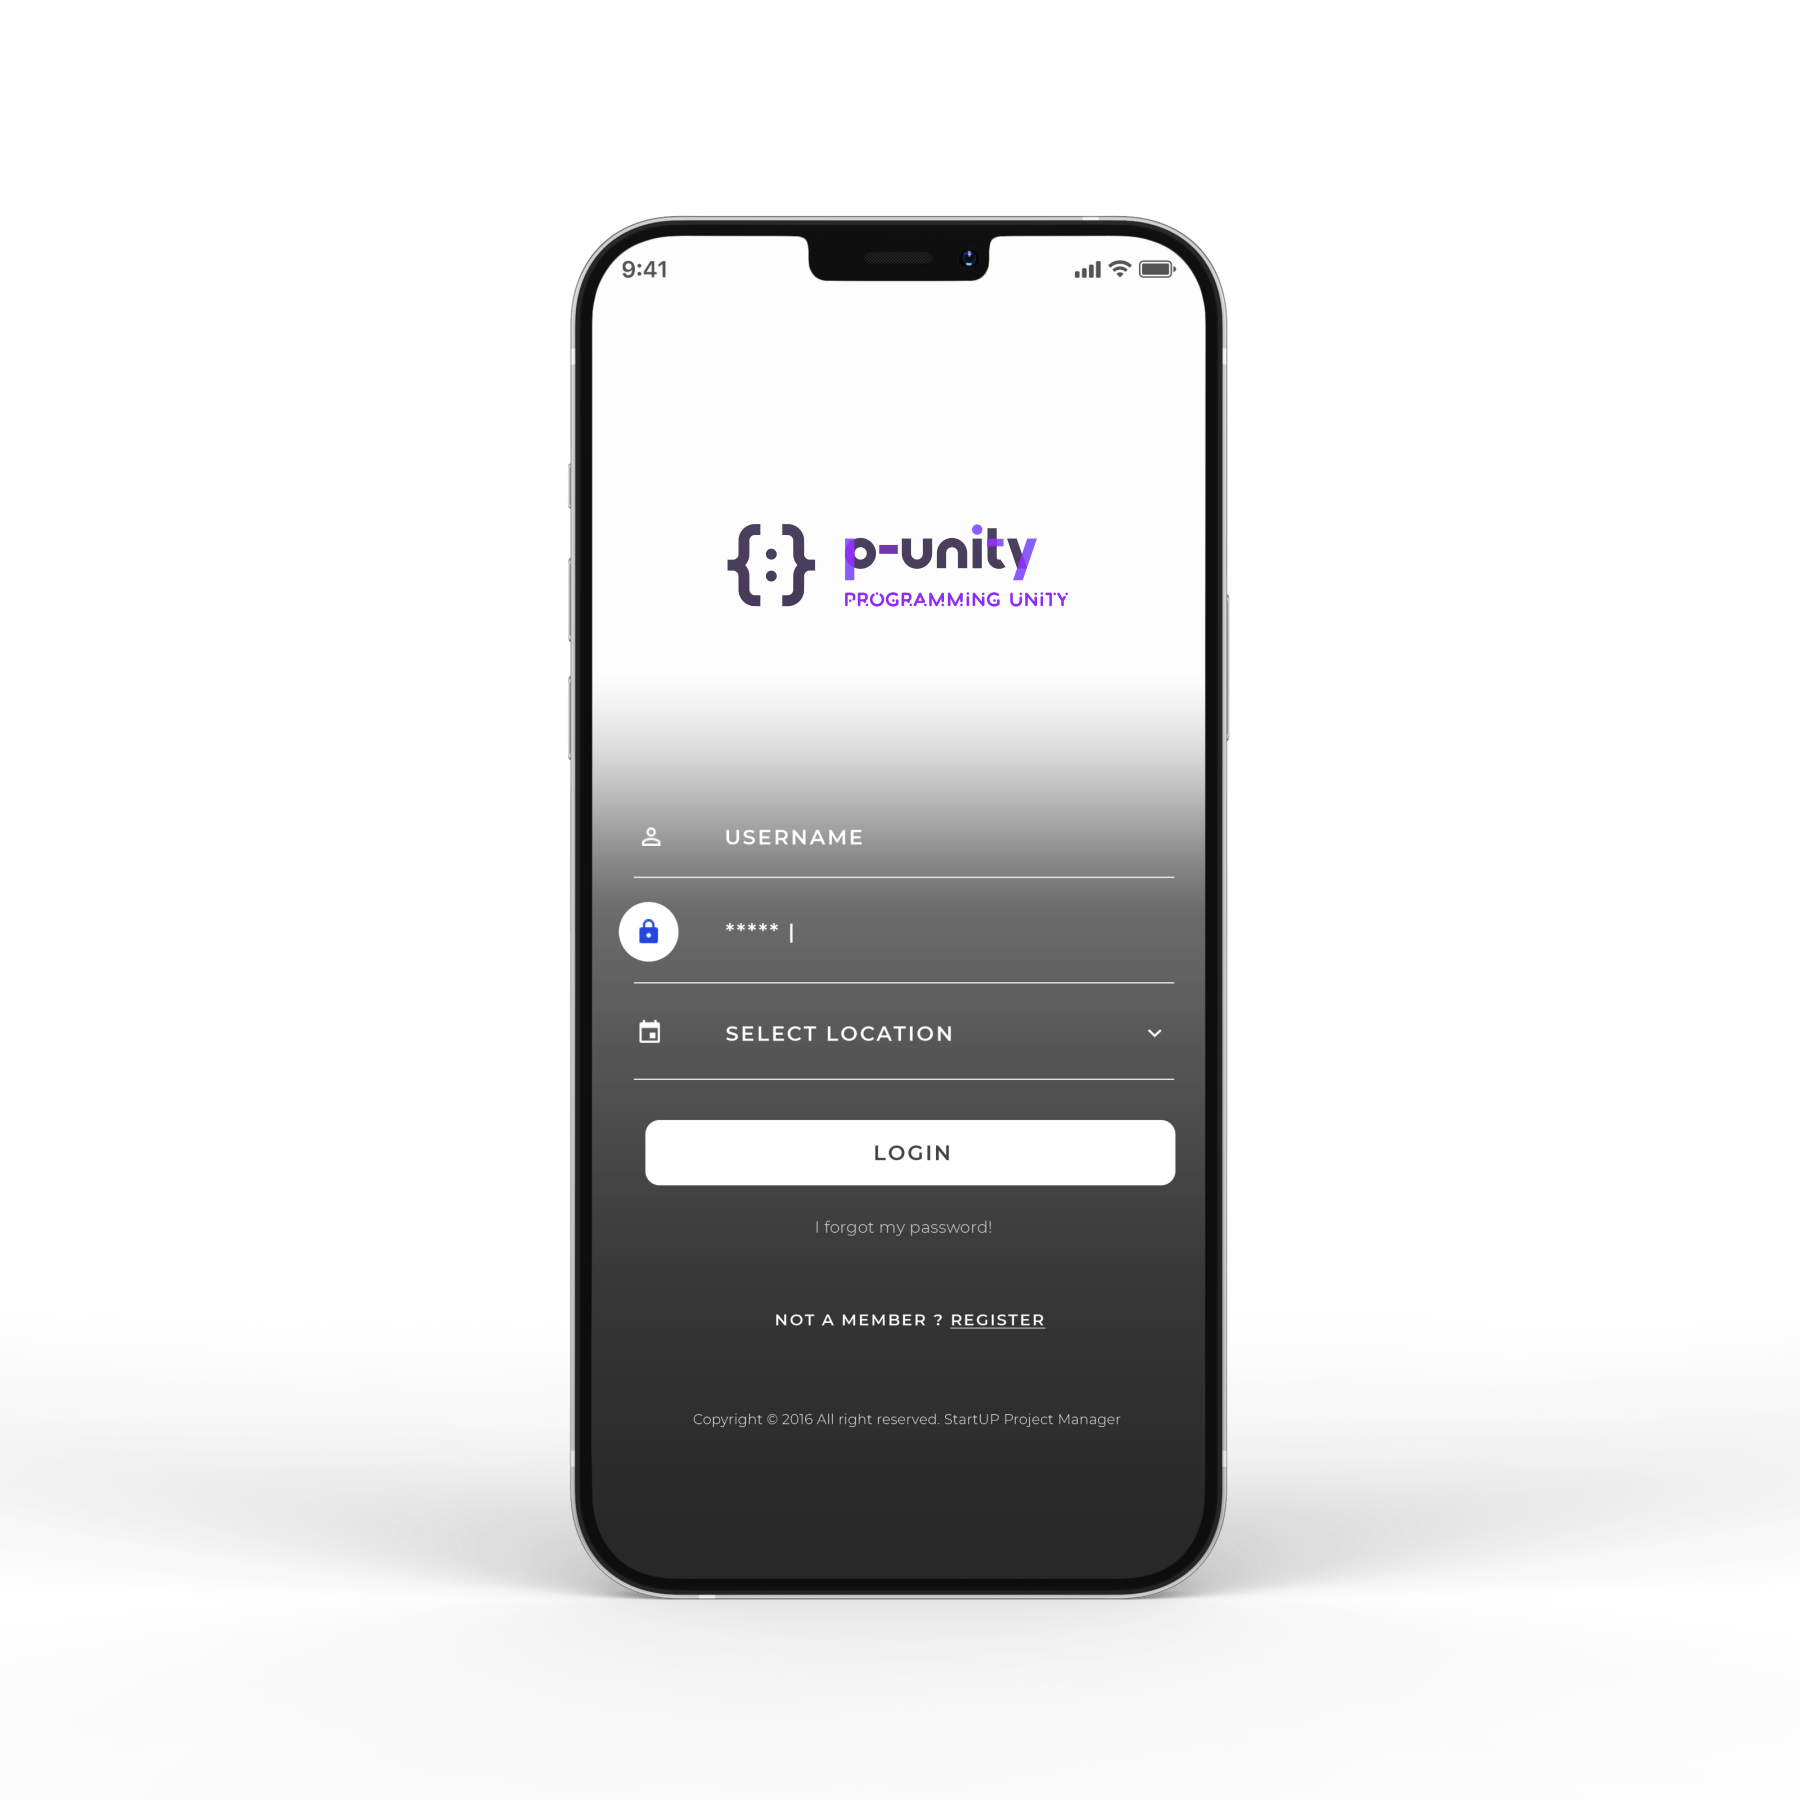 9:41
{:} p-unity
PROGRAMMING UNiTY
USERNAME
***** |
SELECT LOCATION
LOGIN
I forgot my password!
NOT A MEMBER ? REGISTER
Copyright © 2016 All right reserved. StartUP Project Manager